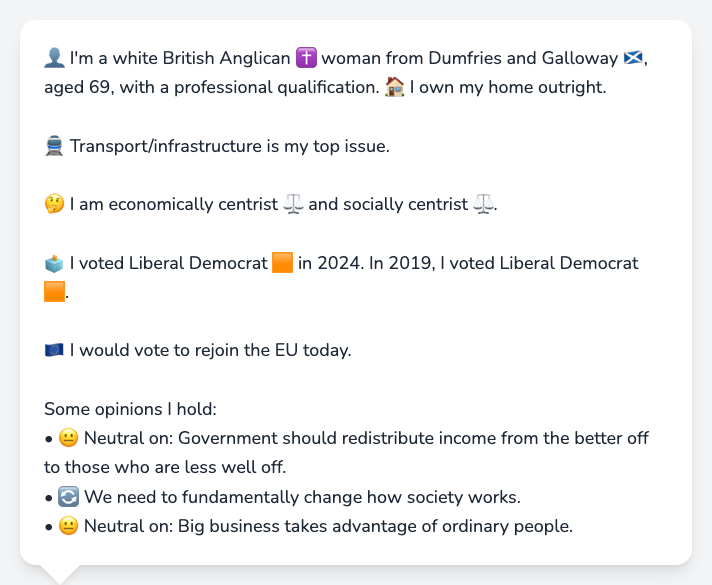 👤 I'm a white British Anglican ✝️ woman from Dumfries and Galloway 🏴󠁧󠁢󠁳󠁣󠁴󠁿,
aged 69, with a professional qualification. 🏠 I own my home outright.
🚆 Transport/infrastructure is my top issue.
🤔 I am economically centrist ⚖️ and socially centrist ⚖️.
🗳️ I voted Liberal Democrat 🟧 in 2024. In 2019, I voted Liberal Democrat
🟧.
🇪🇺 I would vote to rejoin the EU today.
Some opinions I hold:
• 😐 Neutral on: Government should redistribute income from the better off
to those who are less well off.
• 🔄 We need to fundamentally change how society works.
• 😐 Neutral on: Big business takes advantage of ordinary people.